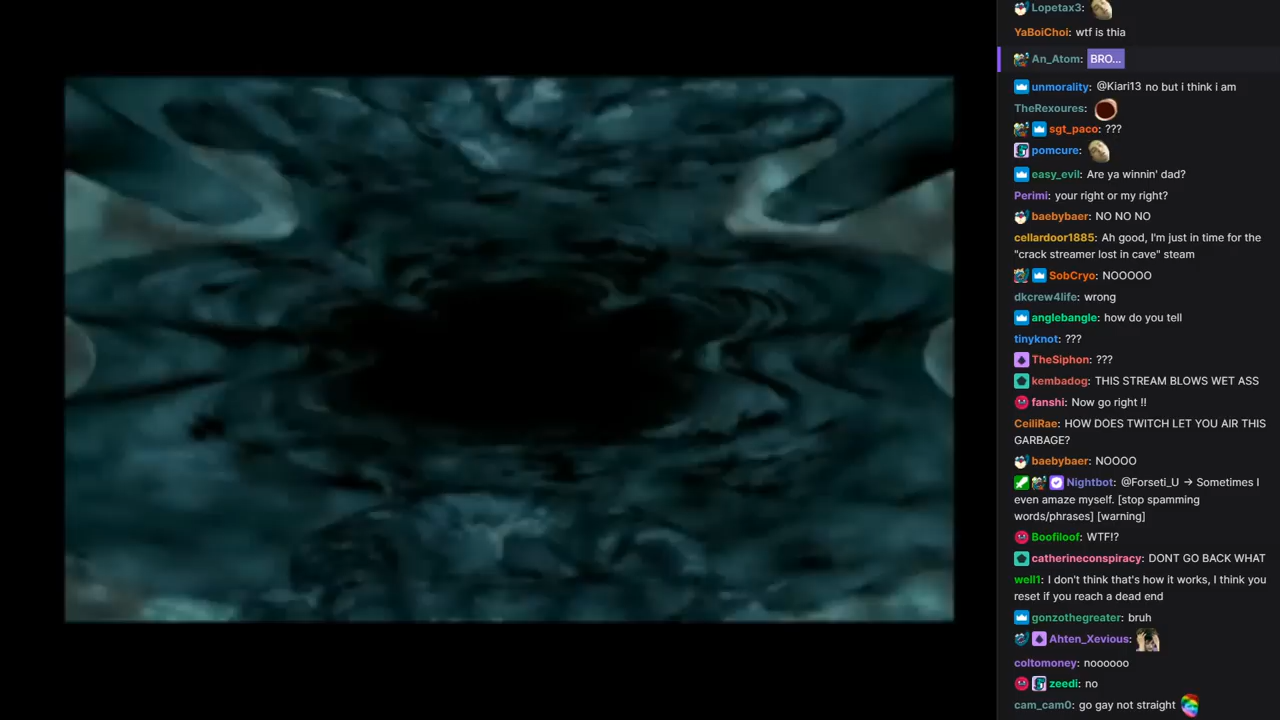 Lopetax3:
YaBoiChoi: wtf is thia
An_Atom: BRO...
unmorality: @Kiari13 no but i think i am
TheRexoures:
sgt_paco: ???
pomcure:
easy_evil: Are ya winnin' dad?
Perimi: your right or my right?
baebybaer: NO NO NO
cellardoor1885: Ah good, I'm just in time for the
"crack streamer lost in cave" steam
SobCryo: NOOOOO
dkcrew4life: wrong
anglebangle: how do you tell
tinyknot: ???
TheSiphon: ???
kembadog: THIS STREAM BLOWS WET ASS
fanshi: Now go right !!
CeiliRae: HOW DOES TWITCH LET YOU AIR THIS
GARBAGE?
baebybaer: NOOOO
Nightbot: @Forseti_U → Sometimes I
even amaze myself. [stop spamming
words/phrases] [warning]
Boofiloof: WTF!?
catherineconspiracy: DONT GO BACK WHAT
well1: I don't think that's how it works, I think you
reset if you reach a dead end
gonzothegreater: bruh
Ahten_Xevious:
coltomoney: noooooo
zeedi: no
cam_cam0: go gay not straight